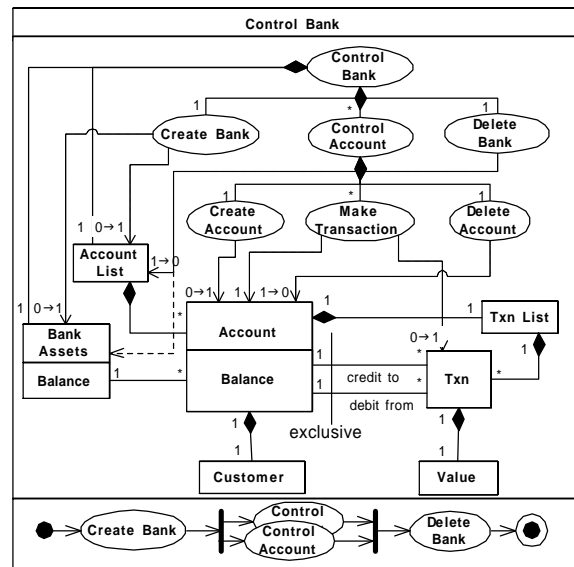 Control Bank
Control
Bank
1
*
1
Create Bank
Control
Account
Delete
Bank
1
*
1
Create
Account
Make
Transaction
Delete
Account
1
0→1
1→0
Account
List
0→1
1
1→0
0→1
1
0→1
*
Account
1
1
Txn List
1
Bank
Assets
Balance
1
*
Balance
1
credit to
*
1
debit from
*
Txn
*
1
exclusive
1
1
1
1
Customer
Value
Create Bank
Control
Control
Account
Delete
Bank